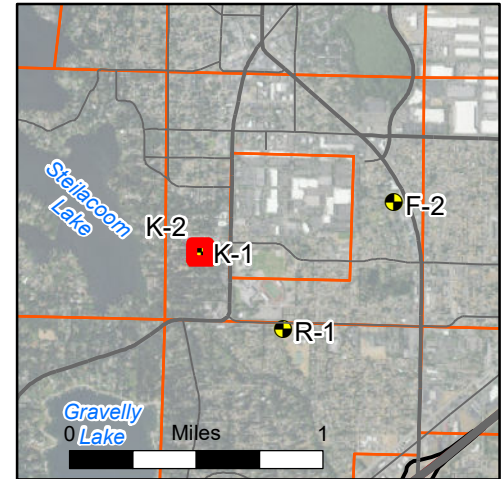 Steilacoom
Lake
F-2
K-2
K-1
R-1
Gravelly
Lake
0 Miles 1